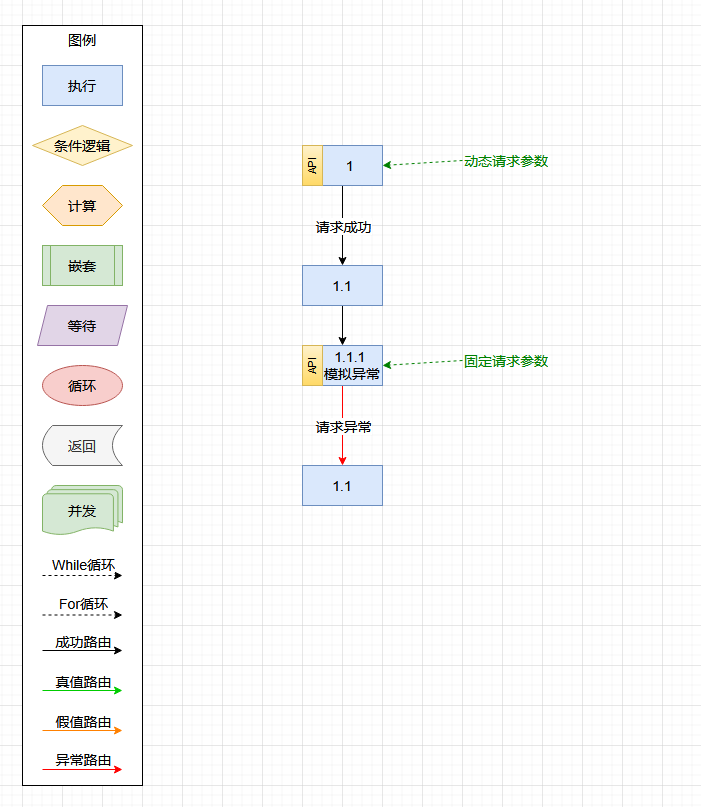 图例
执行
条件逻辑
计算
嵌套
等待
循环
返回
并发
While循环
For循环
成功路由
真值路由
假值路由
异常路由
API
1
动态请求参数
请求成功
1.1
API
1.1.1
模拟异常
固定请求参数
请求异常
1.1